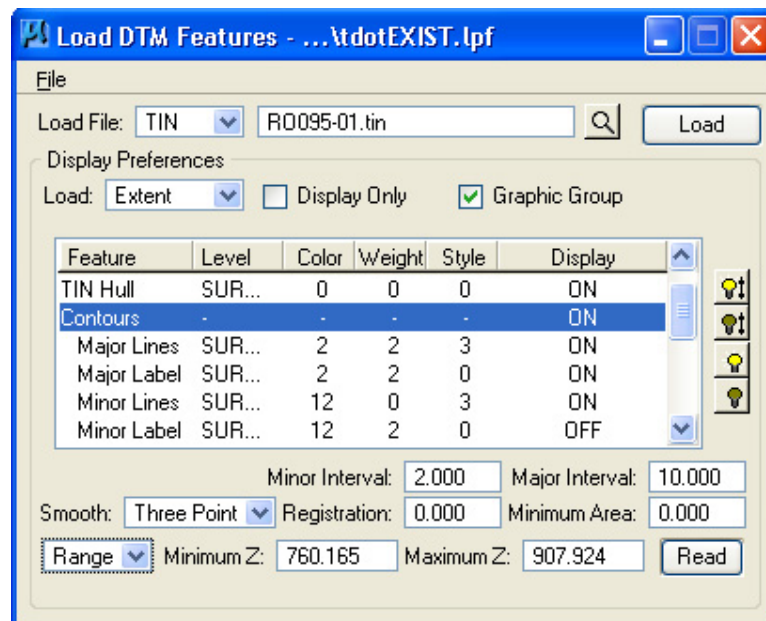 Load DTM Features - ...\tdotEXIST.lpf
File
Load File: TIN RO095-01.tin Load
Display Preferences
Load: Extent Display Only Graphic Group
Feature Level Color Weight Style Display
TIN Hull SUR... 0 0 0 ON
Contours - - - - ON
Major Lines SUR... 2 2 3 ON
Major Label SUR... 2 2 0 ON
Minor Lines SUR... 12 0 3 ON
Minor Label SUR... 12 2 0 OFF
Minor Interval: 2.000 Major Interval: 10.000
Smooth: Three Point Registration: 0.000 Minimum Area: 0.000
Range Minimum Z: 760.165 Maximum Z: 907.924 Read